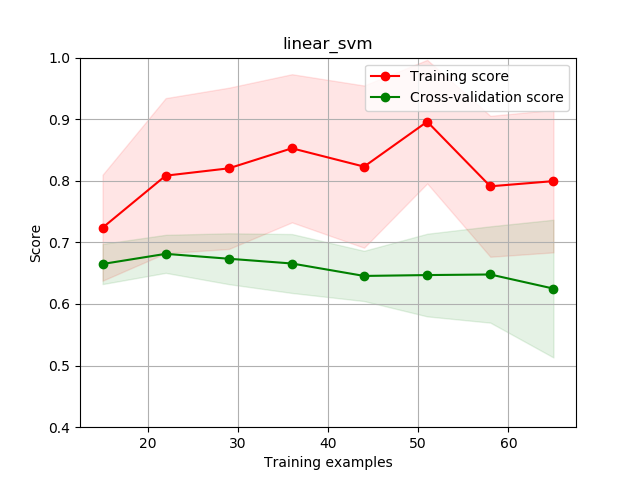 linear_svm
1.0
0.9
0.8
0.7
0.6
0.5
0.4
Score
Training score
Cross-validation score
20 30 40 50 60
Training examples